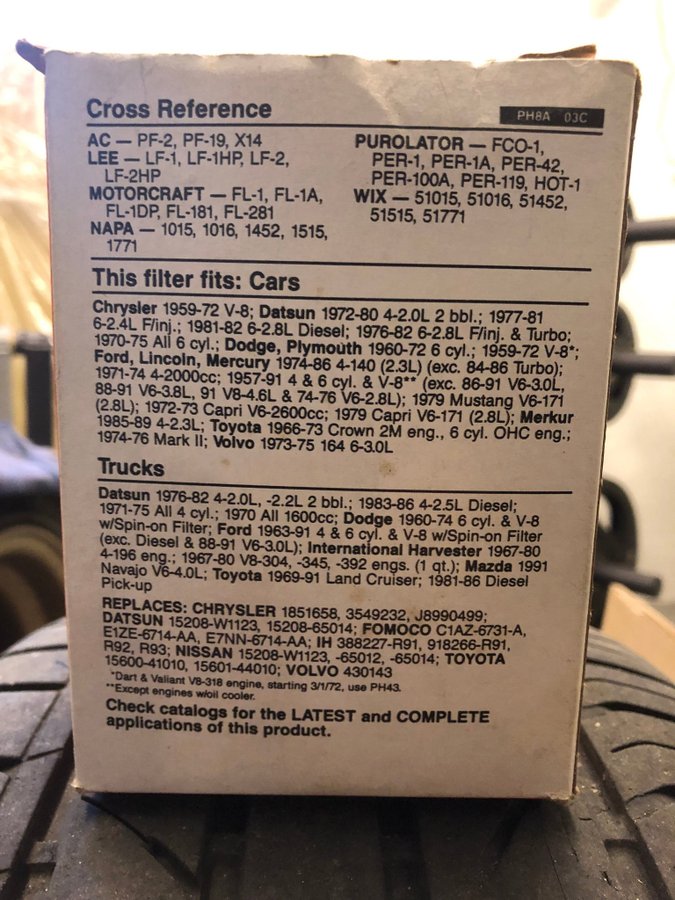 Cross Reference
PH8A 03C
AC — PF-2, PF-19, X14
LEE — LF-1, LF-1HP, LF-2,
LF-2HP
MOTORCRAFT — FL-1, FL-1A,
FL-1DP, FL-181, FL-281
NAPA — 1015, 1016, 1452, 1515,
1771
PUROLATOR — FCO-1,
PER-1, PER-1A, PER-42,
PER-100A, PER-119, HOT-1
WIX — 51015, 51016, 51452,
51515, 51771
This filter fits: Cars
Chrysler 1959-72 V-8; Datsun 1972-80 4-2.0L 2 bbl.; 1977-81
6-2.4L F/inj.; 1981-82 6-2.8L Diesel; 1976-82 6-2.8L F/inj. & Turbo;
1970-75 All 6 cyl.; Dodge, Plymouth 1960-72 6 cyl.; 1959-72 V-8*;
Ford, Lincoln, Mercury 1974-86 4-140 (2.3L) (exc. 84-86 Turbo);
1971-74 4-2000cc; 1957-91 4 & 6 cyl. & V-8** (exc. 86-91 V6-3.0L,
88-91 V6-3.8L, 91 V8-4.6L & 74-76 V6-2.8L); 1979 Mustang V6-171
(2.8L); 1972-73 Capri V6-2600cc; 1979 Capri V6-171 (2.8L); Merkur
1985-89 4-2.3L; Toyota 1966-73 Crown 2M eng., 6 cyl. OHC eng.;
1974-76 Mark II; Volvo 1973-75 164 6-3.0L
Trucks
Datsun 1976-82 4-2.0L, -2.2L 2 bbl.; 1983-86 4-2.5L Diesel;
1971-75 All 4 cyl.; 1970 All 1600cc; Dodge 1960-74 6 cyl. & V-8
w/Spin-on Filter; Ford 1963-91 4 & 6 cyl. & V-8 w/Spin-on Filter
(exc. Diesel & 88-91 V6-3.0L); International Harvester 1967-80
4-196 eng.; 1967-80 V8-304, -345, -392 engs. (1 qt.); Mazda 1991
Navajo V6-4.0L; Toyota 1969-91 Land Cruiser; 1981-86 Diesel
Pick-up
REPLACES: CHRYSLER 1851658, 3549232, J8990499;
DATSUN 15208-W1123, 15208-65014; FOMOCO C1AZ-6731-A,
E1ZE-6714-AA, E7NN-6714-AA; IH 388227-R91, 918266-R91,
R92, R93; NISSAN 15208-W1123, -65012, -65014; TOYOTA
15600-41010, 15601-44010; VOLVO 430143
*Dart & Valiant V8-318 engine, starting 3/1/72, use PH43.
**Except engines w/oil cooler.
Check catalogs for the LATEST and COMPLETE
applications of this product.